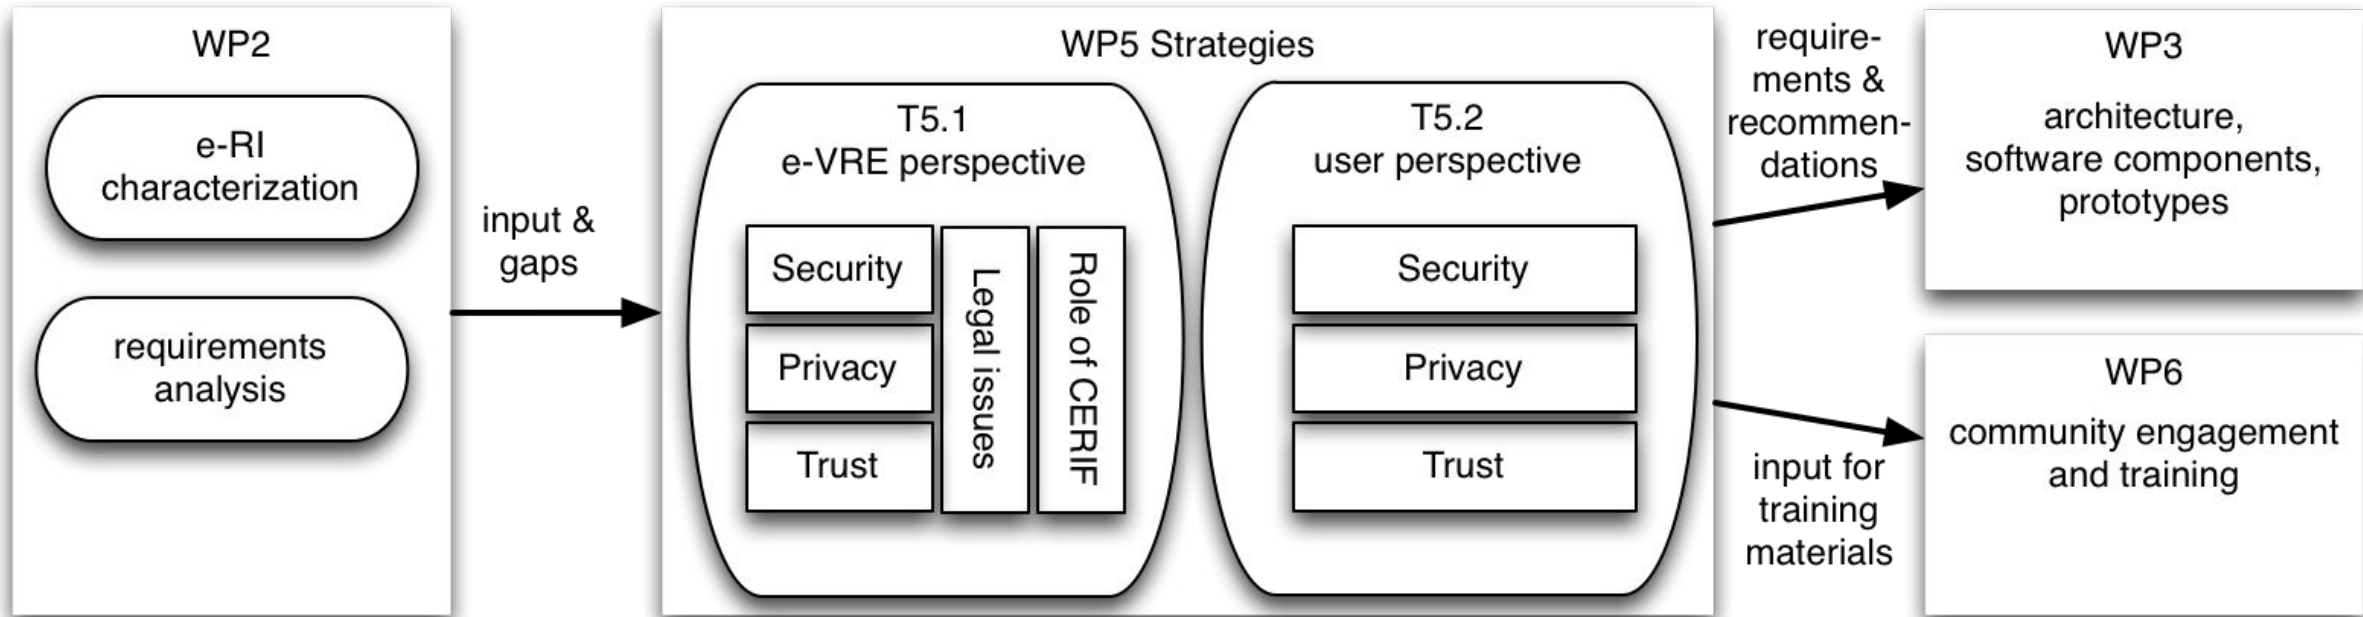 WP2
e-RI
characterization
requirements
analysis
input &
gaps
WP5 Strategies
T5.1
e-VRE perspective
Security
Privacy
Trust
Legal issues
Role of CERIF
T5.2
user perspective
Security
Privacy
Trust
require-
ments &
recommen-
dations
WP3
architecture,
software components,
prototypes
input for
training
materials
WP6
community engagement
and training